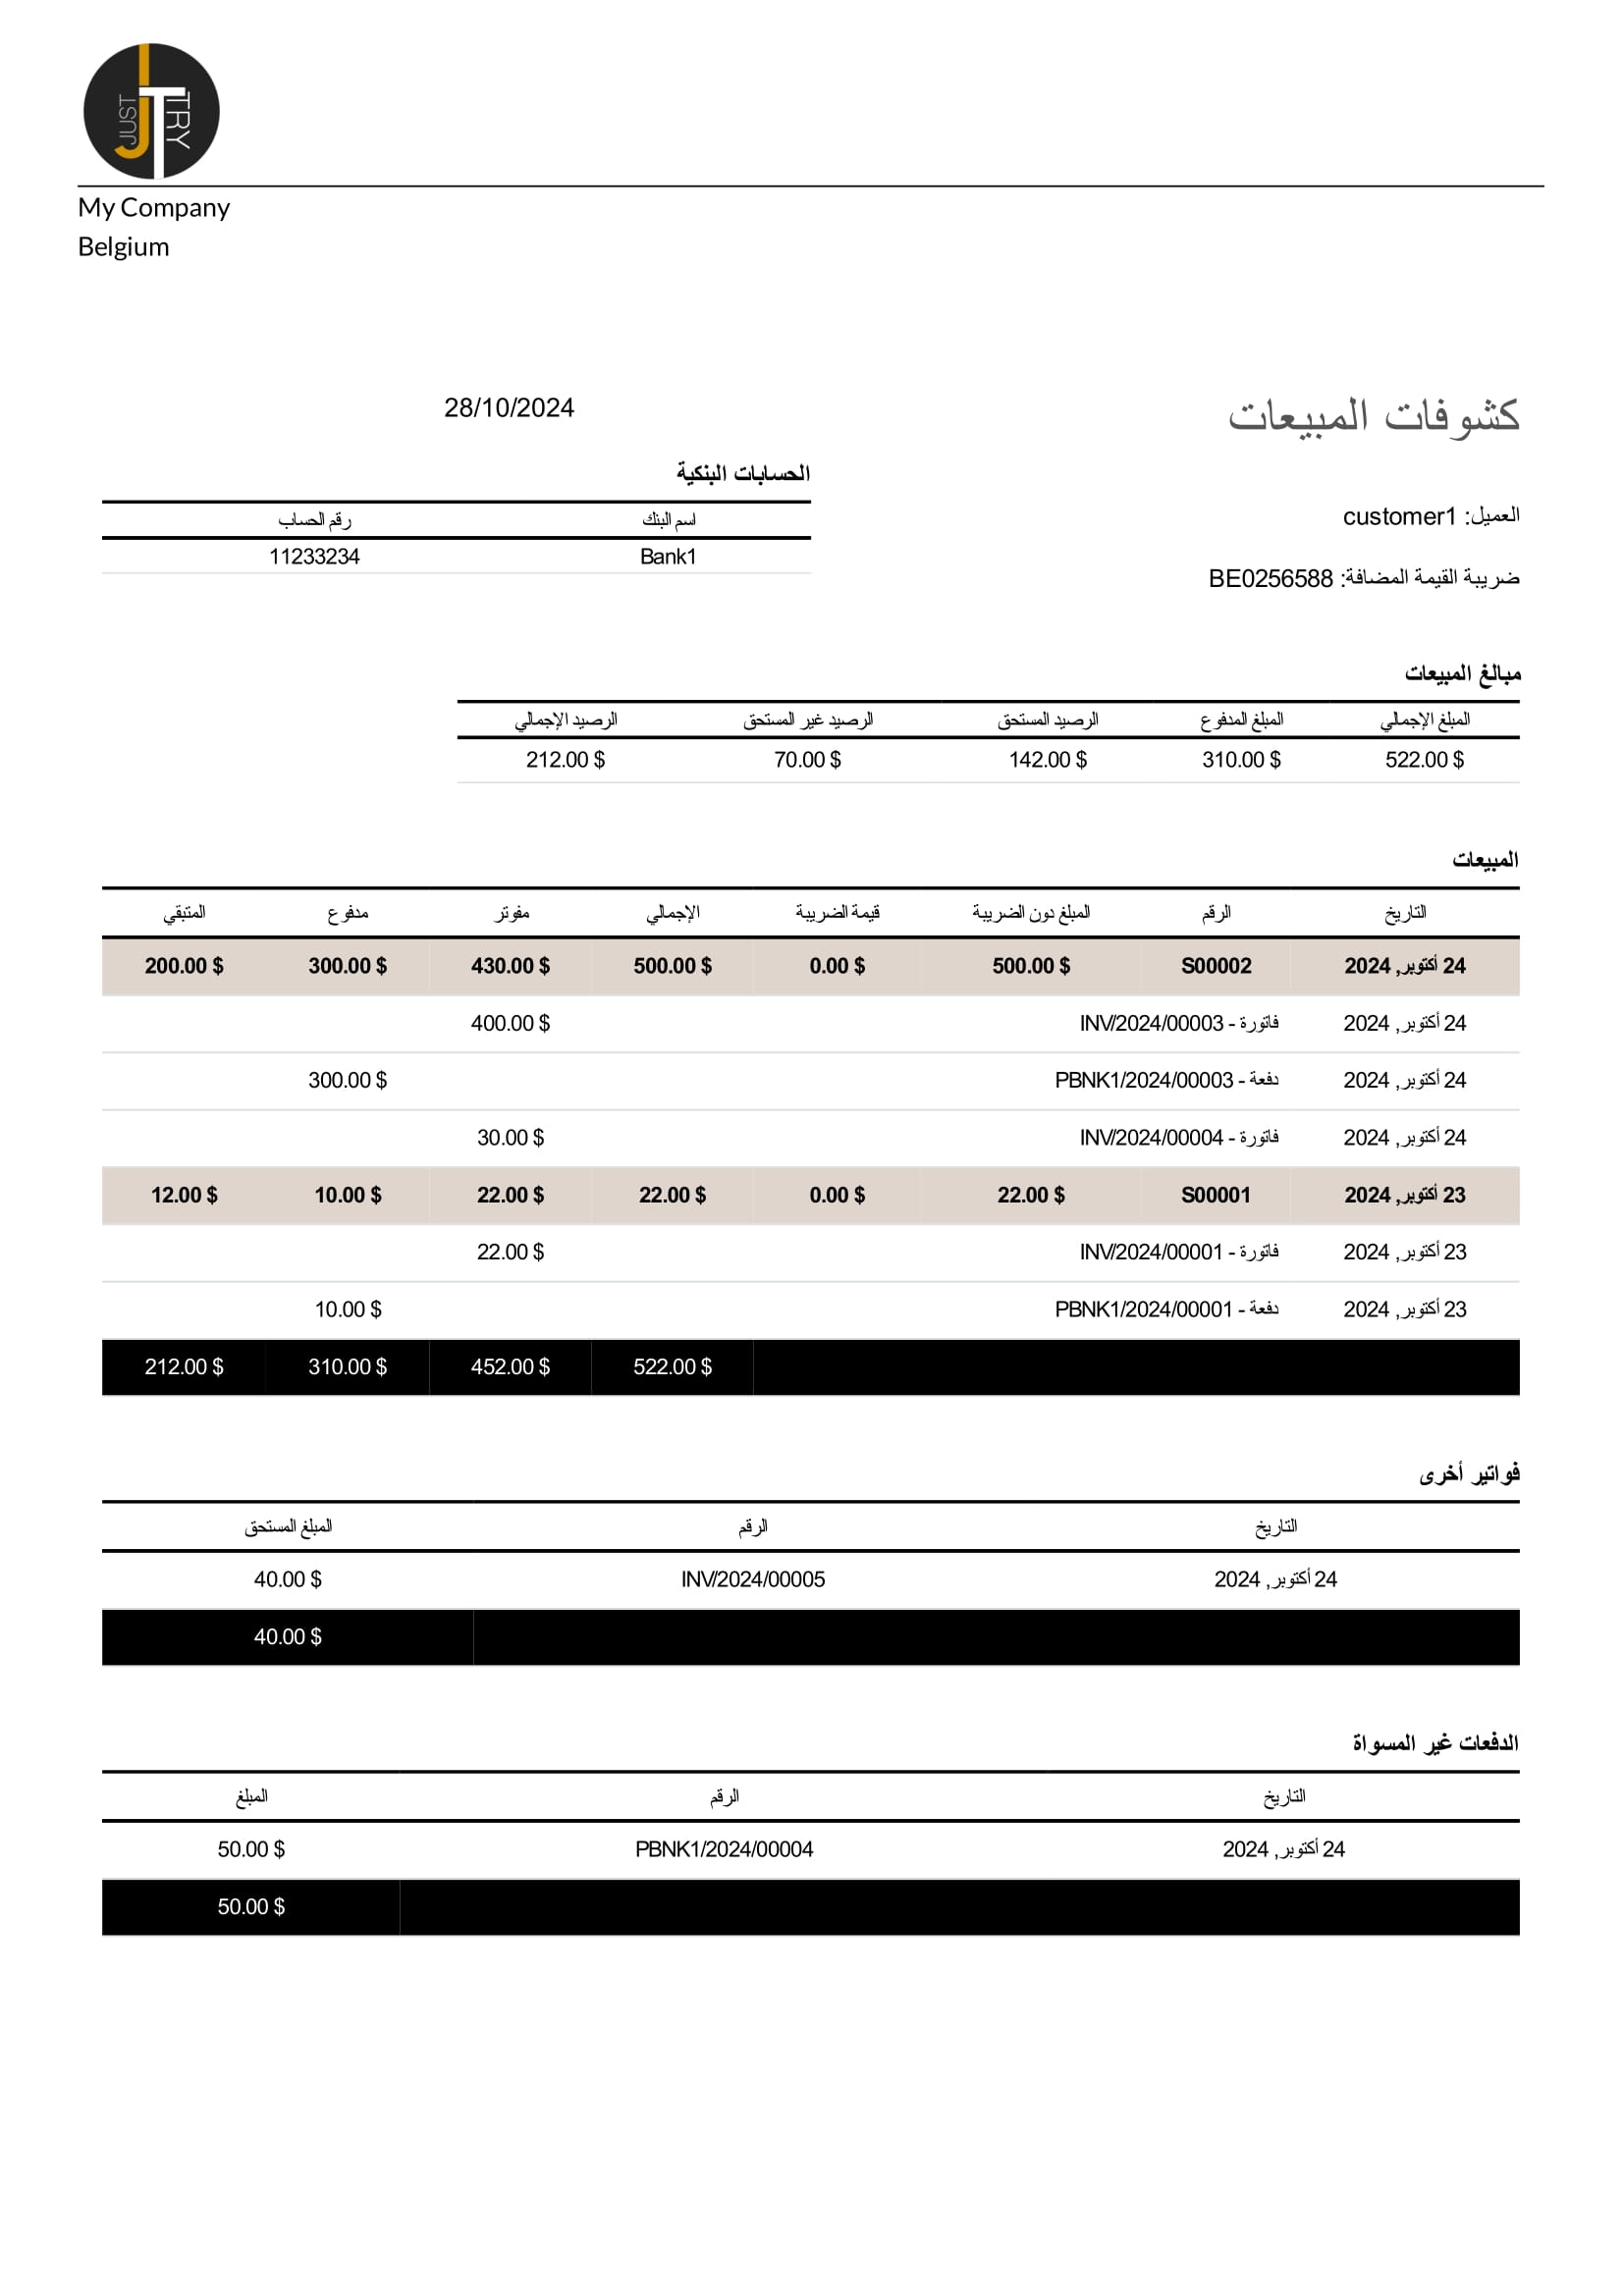 JUST
TRY
JT
My Company
Belgium
كشوفات المبيعات
28/10/2024
العميل: customer1
ضريبة القيمة المضافة: BE0256588
الحسابات البنكية
اسم البنك رقم الحساب
Bank1 11233234
مبالغ المبيعات
المبلغ الإجمالي المبلغ المدفوع الرصيد المستحق الرصيد غير المستحق الرصيد الإجمالي
522.00 $ 310.00 $ 142.00 $ 70.00 $ 212.00 $
المبيعات
التاريخ الرقم المبلغ دون الضريبة قيمة الضريبة الإجمالي مفوتر مدفوع المتبقي
24 أكتوبر, 2024 S00002 500.00 $ 0.00 $ 500.00 $ 430.00 $ 300.00 $ 200.00 $
24 أكتوبر, 2024 فاتورة - INV/2024/00003 400.00 $
24 أكتوبر, 2024 دفعة - PBNK1/2024/00003 300.00 $
24 أكتوبر, 2024 فاتورة - INV/2024/00004 30.00 $
23 أكتوبر, 2024 S00001 22.00 $ 0.00 $ 22.00 $ 22.00 $ 10.00 $ 12.00 $
23 أكتوبر, 2024 فاتورة - INV/2024/00001 22.00 $
23 أكتوبر, 2024 دفعة - PBNK1/2024/00001 10.00 $
522.00 $ 452.00 $ 310.00 $ 212.00 $
فواتير أخرى
التاريخ الرقم المبلغ المستحق
24 أكتوبر, 2024 INV/2024/00005 40.00 $
40.00 $
الدفعات غير المسواة
التاريخ الرقم المبلغ
24 أكتوبر, 2024 PBNK1/2024/00004 50.00 $
50.00 $